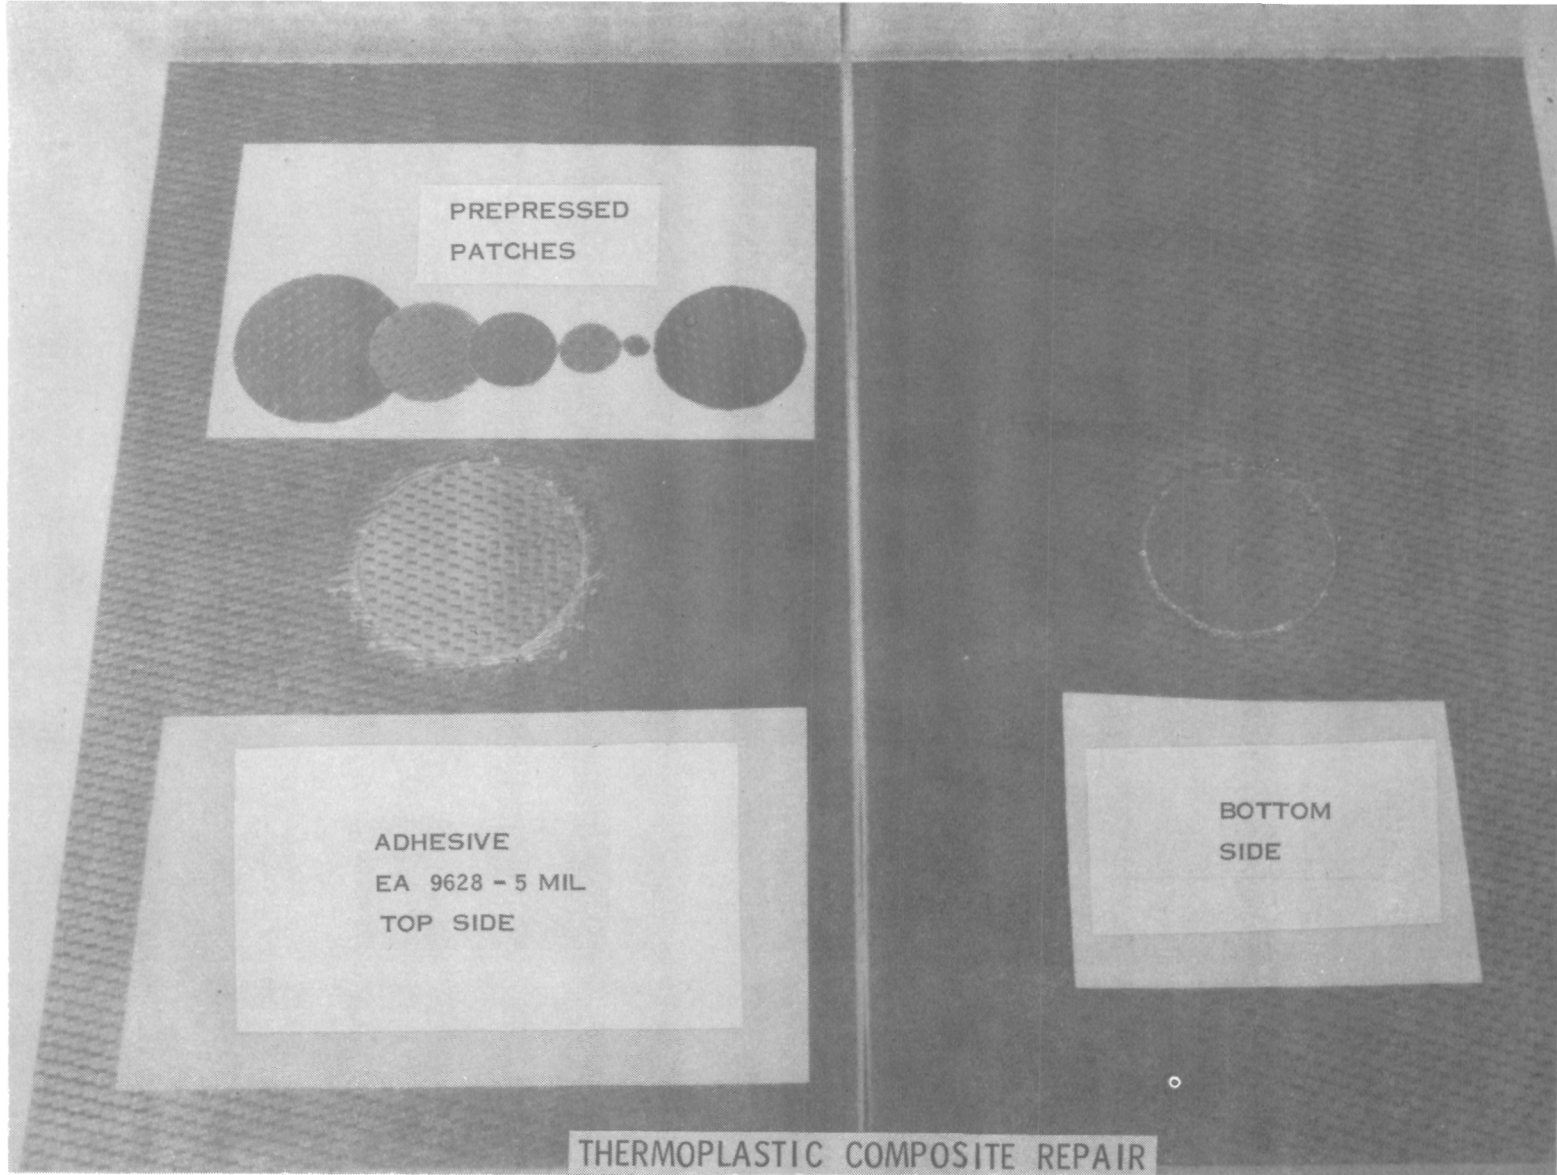 PREPRESSED
PATCHES
ADHESIVE
EA 9628 - 5 MIL
TOP SIDE
BOTTOM
SIDE
THERMOPLASTIC COMPOSITE REPAIR